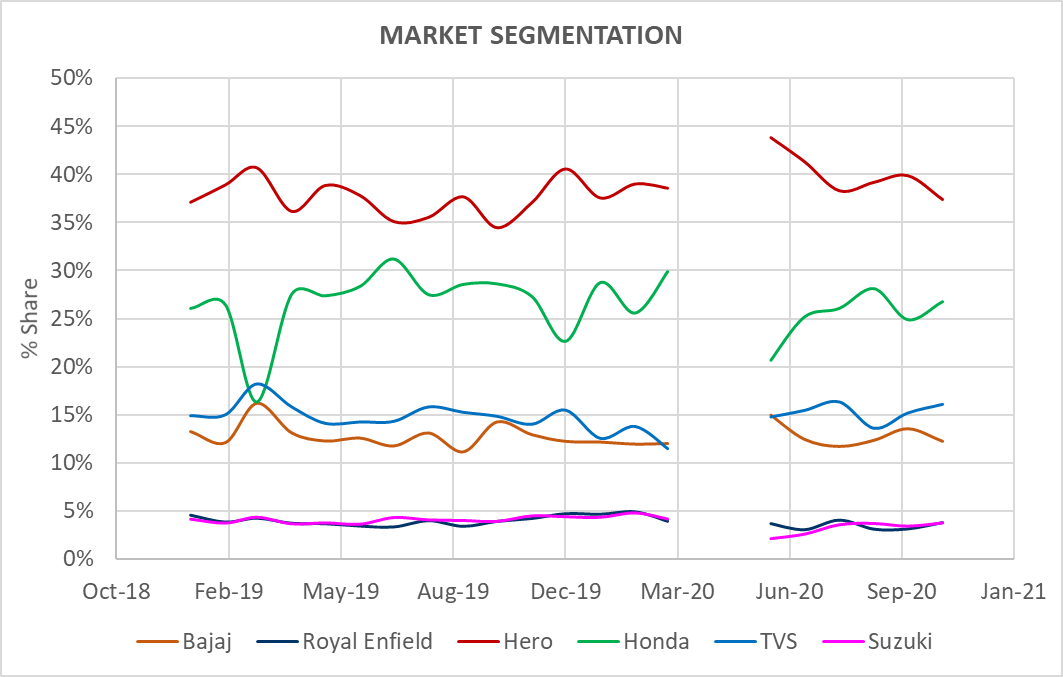 MARKET SEGMENTATION
50%
45%
40%
35%
30%
25%
20%
15%
10%
5%
0%
% Share
Oct-18 Feb-19 May-19 Aug-19 Dec-19 Mar-20 Jun-20 Sep-20 Jan-21
Bajaj Royal Enfield Hero Honda TVS Suzuki